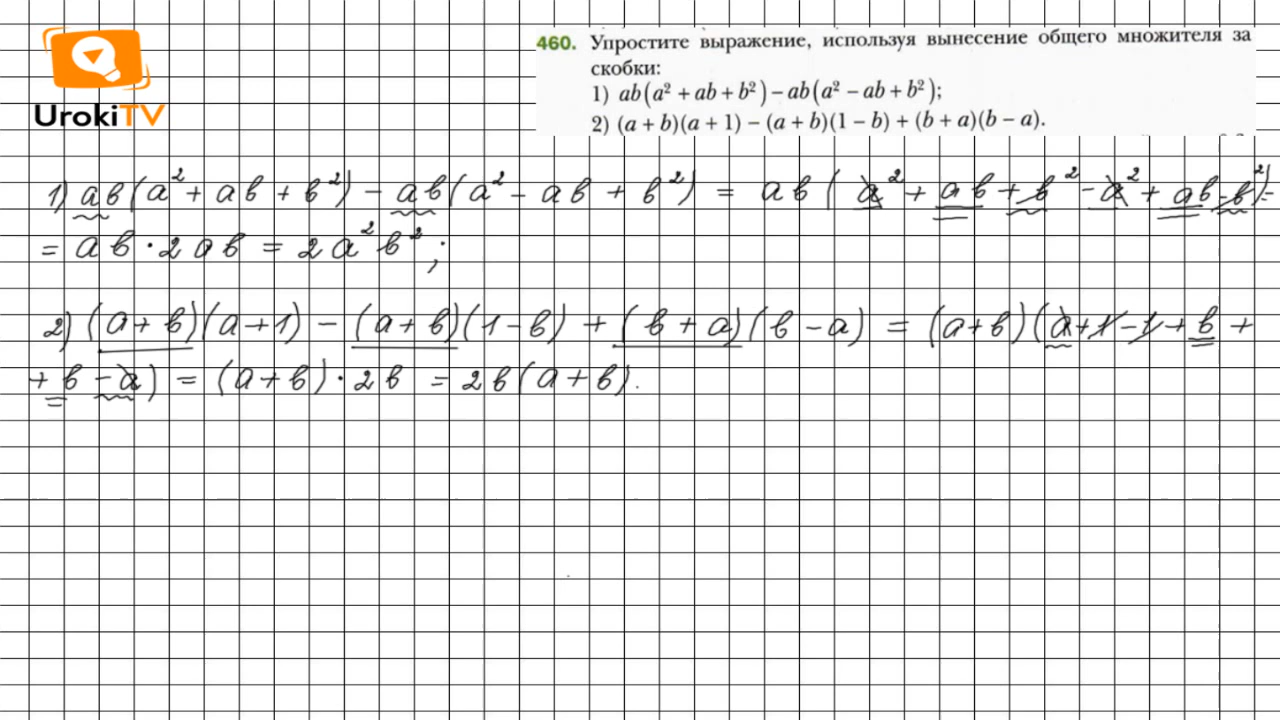 UrokiTV
460. Упростите выражение, используя вынесение общего множителя за
скобки:
1) ab(a² + ab + b²) − ab(a² − ab + b²);
2) (a + b)(a + 1) − (a + b)(1 − b) + (b + a)(b − a).
1) ab(a² + ab + b²) − ab(a² − ab + b²) = ab(a² + ab + b² − a² + ab − b²) =
= ab · 2ab = 2a²b²;
2) (a + b)(a + 1) − (a + b)(1 − b) + (b + a)(b − a) = (a + b)(a + 1 − 1 + b +
+ b − a) = (a + b) · 2b = 2b(a + b).